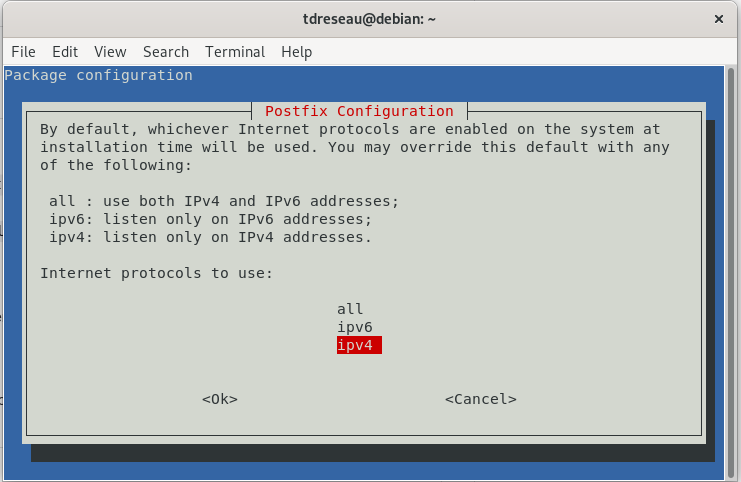 tdreseau@debian: ~
×
File Edit View Search Terminal Help
Package configuration
Postfix Configuration
By default, whichever Internet protocols are enabled on the system at
installation time will be used. You may override this default with any
of the following:
all : use both IPv4 and IPv6 addresses;
ipv6: listen only on IPv6 addresses;
ipv4: listen only on IPv4 addresses.
Internet protocols to use:
all
ipv6
ipv4
<Ok> <Cancel>